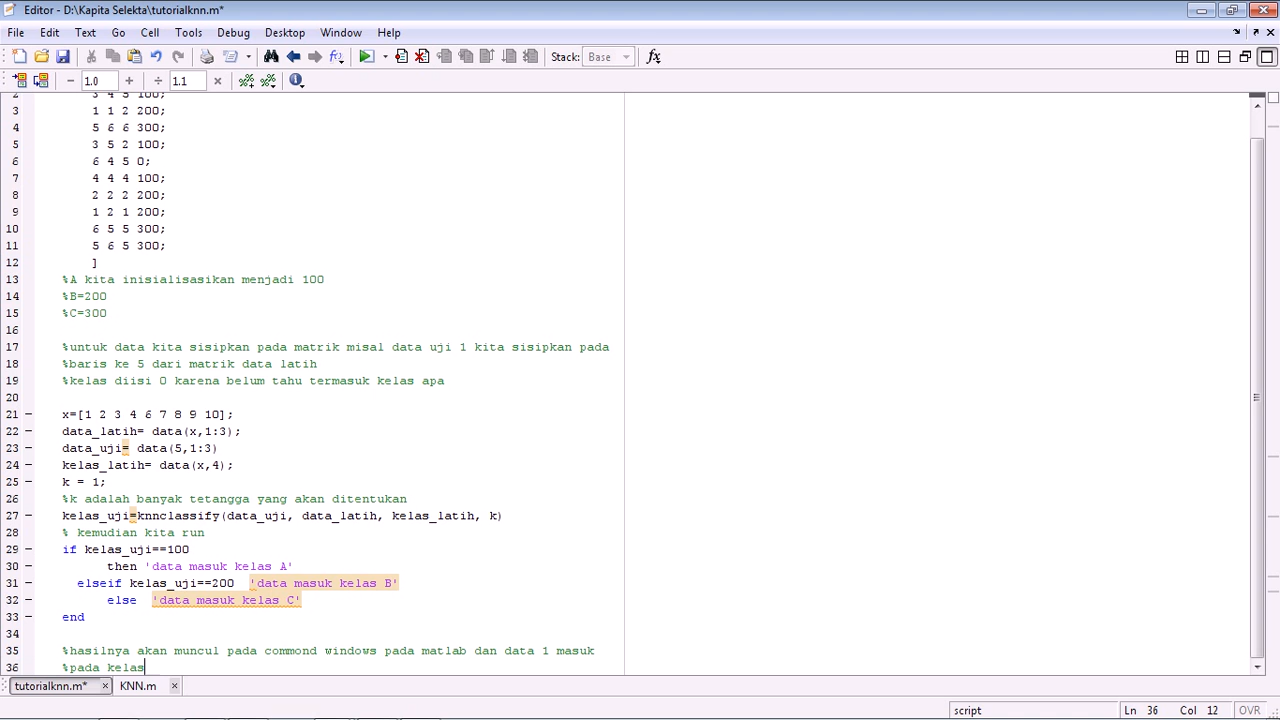 Editor - D:\Kapita Selekta\tutorialknn.m*
File Edit Text Go Cell Tools Debug Desktop Window Help
Stack: Base fx
1.0 1.1
2 3 4 5 100;
3 1 1 2 200;
4 5 6 6 300;
5 3 5 2 100;
6 6 4 5 0;
7 4 4 4 100;
8 2 2 2 200;
9 1 2 1 200;
10 6 5 5 300;
11 5 6 5 300;
12 ]
13 %A kita inisialisasikan menjadi 100
14 %B=200
15 %C=300
16
17 %untuk data kita sisipkan pada matrik misal data uji 1 kita sisipkan pada
18 %baris ke 5 dari matrik data latih
19 %kelas diisi 0 karena belum tahu termasuk kelas apa
20
21 - x=[1 2 3 4 6 7 8 9 10];
22 - data_latih= data(x,1:3);
23 - data_uji= data(5,1:3)
24 - kelas_latih= data(x,4);
25 - k = 1;
26 %k adalah banyak tetangga yang akan ditentukan
27 - kelas_uji=knnclassify(data_uji, data_latih, kelas_latih, k)
28 % kemudian kita run
29 - if kelas_uji==100
30 - then 'data masuk kelas A'
31 - elseif kelas_uji==200 'data masuk kelas B'
32 - else 'data masuk kelas C'
33 - end
34
35 %hasilnya akan muncul pada commond windows pada matlab dan data 1 masuk
36 %pada kelas
tutorialknn.m* KNN.m
script Ln 36 Col 12 OVR